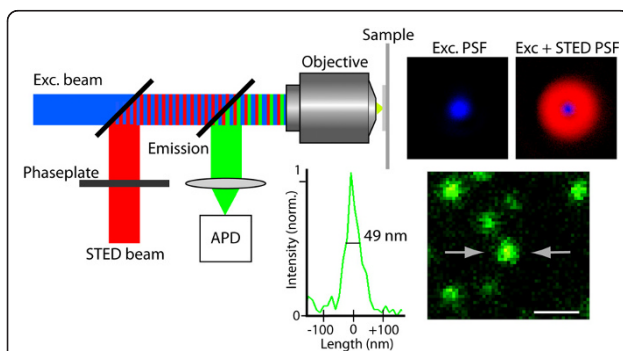 Exc. beam
Objective
Sample
Exc. PSF
Exc + STED PSF
Emission
Phaseplate
APD
STED beam
Intensity (norm.)
1
0
49 nm
-100 0 +100
Length (nm)